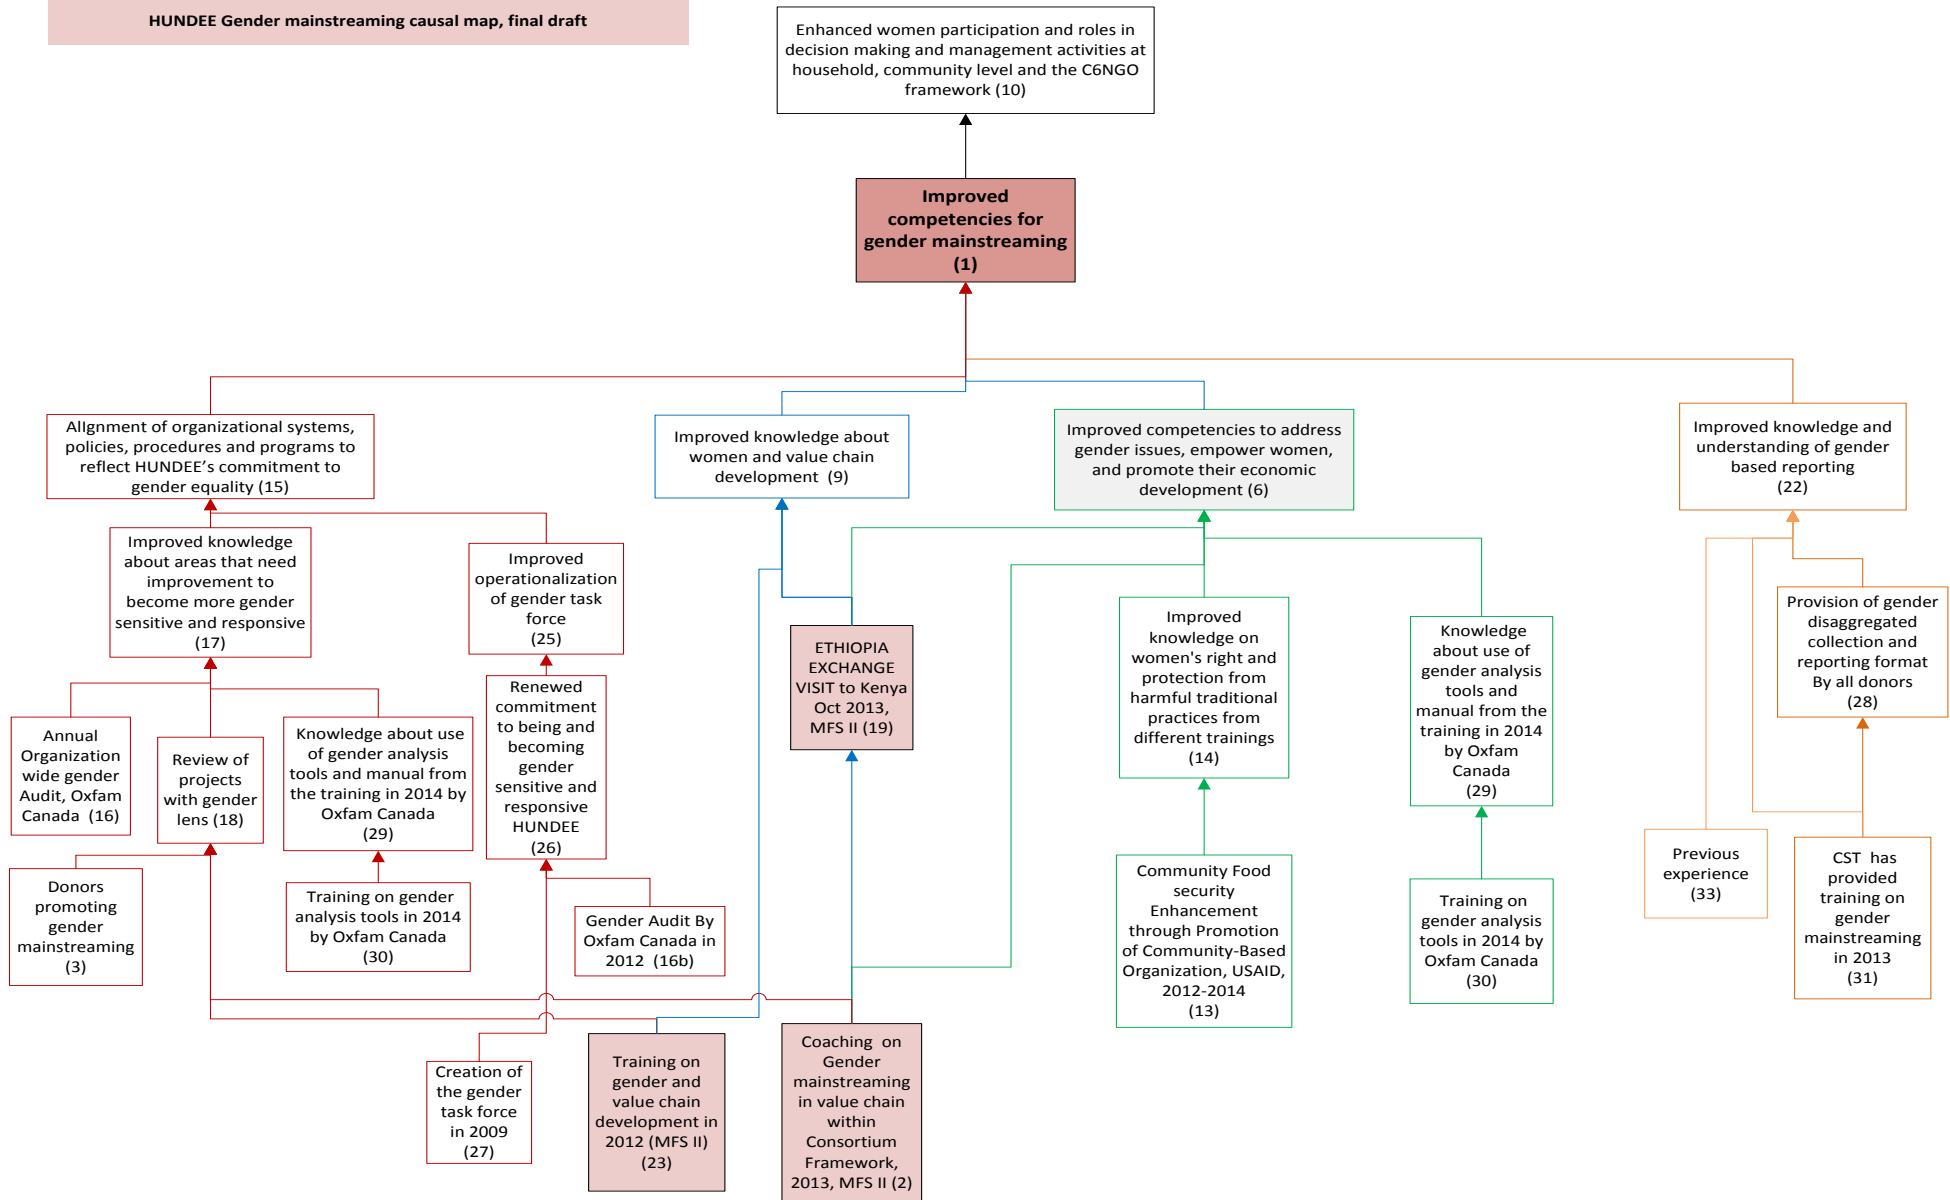 HUNDEE Gender mainstreaming causal map, final draft
Enhanced women participation and roles in
decision making and management activities at
household, community level and the C6NGO
framework (10)
Improved
competencies for
gender mainstreaming
(1)
Alignment of organizational systems,
policies, procedures and programs to
reflect HUNDEE’s commitment to
gender equality (15)
Improved knowledge about
women and value chain
development  (9)
Improved competencies to address
gender issues, empower women,
and promote their economic
development (6)
Improved knowledge and
understanding of gender
based reporting
(22)
Improved knowledge
about areas that need
improvement to
become more gender
sensitive and responsive
(17)
Improved
operationalization
of gender task
force
(25)
ETHIOPIA
EXCHANGE
VISIT to Kenya
Oct 2013,
MFS II (19)
Improved
knowledge on
women's right and
protection from
harmful traditional
practices from
different trainings
(14)
Knowledge
about use of
gender analysis
tools and
manual from the
training in 2014
by Oxfam
Canada
(29)
Provision of gender
disaggregated
collection and
reporting format
By all donors
(28)
Annual
Organization
wide gender
Audit, Oxfam
Canada  (16)
Review of
projects
with gender
lens (18)
Knowledge about use
of gender analysis
tools and manual from
the training in 2014 by
Oxfam Canada
(29)
Renewed
commitment
to being and
becoming
gender
sensitive and
responsive
HUNDEE
(26)
Donors
promoting
gender
mainstreaming
(3)
Training on gender
analysis tools in 2014
by Oxfam Canada
(30)
Gender Audit By
Oxfam Canada in
2012  (16b)
Community Food
security
Enhancement
through Promotion
of Community-Based
Organization, USAID,
2012-2014
(13)
Training on
gender analysis
tools in 2014 by
Oxfam Canada
(30)
Previous
experience
(33)
CST  has
provided
training on
gender
mainstreaming
in 2013
(31)
Creation of
the gender
task force
in 2009
(27)
Training on
gender and
value chain
development in
2012 (MFS II)
(23)
Coaching  on
Gender
mainstreaming
in value chain
within
Consortium
Framework,
2013, MFS II (2)